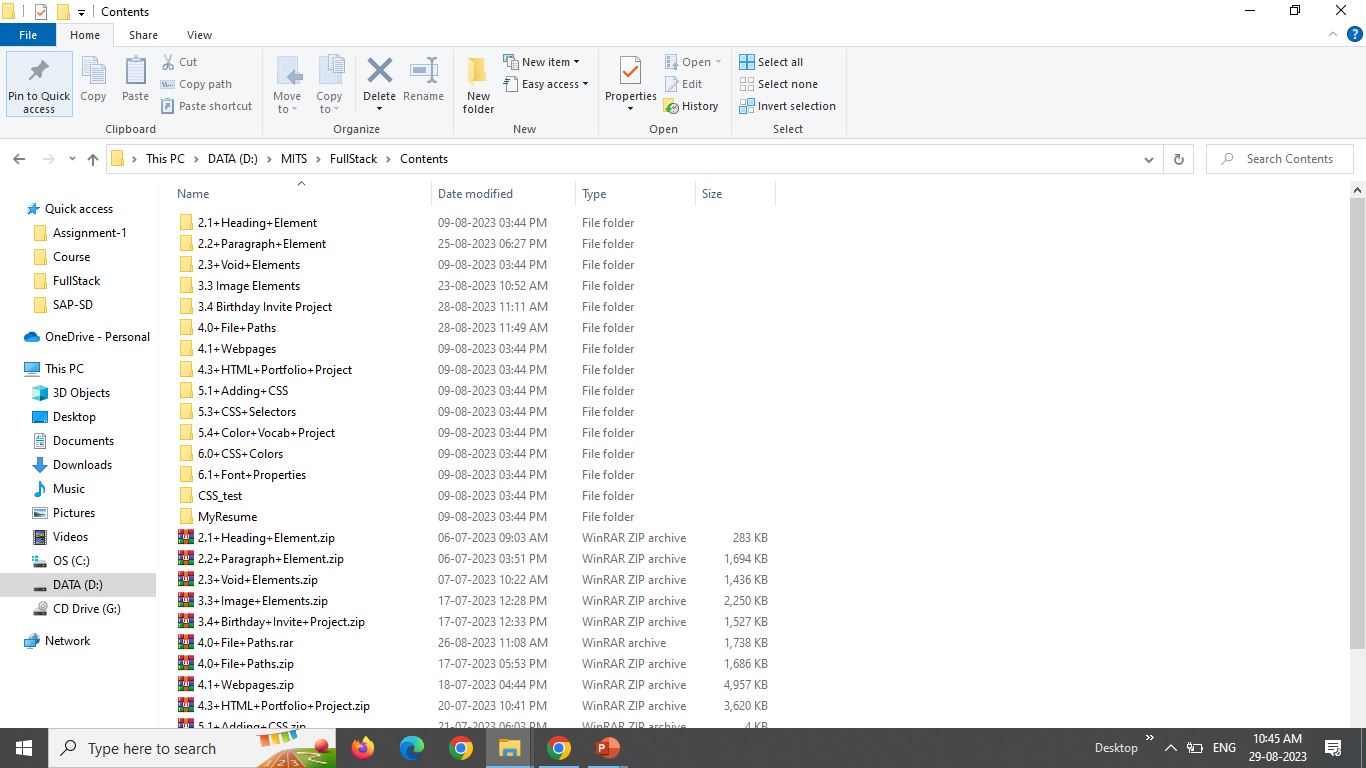 Contents
File Home Share View
Pin to Quick access
Copy
Paste
Cut
Copy path
Paste shortcut
Clipboard
Move to
Copy to
Delete
Rename
Organize
New folder
New item
Easy access
New
Properties
Open
Edit
History
Open
Select all
Select none
Invert selection
Select
This PC DATA (D:) MITS FullStack Contents
Search Contents
Quick access
Assignment-1
Course
FullStack
SAP-SD
OneDrive - Personal
This PC
3D Objects
Desktop
Documents
Downloads
Music
Pictures
Videos
OS (C:)
DATA (D:)
CD Drive (G:)
Network
Name Date modified Type Size
2.1+Heading+Element 09-08-2023 03:44 PM File folder
2.2+Paragraph+Element 25-08-2023 06:27 PM File folder
2.3+Void+Elements 09-08-2023 03:44 PM File folder
3.3 Image Elements 23-08-2023 10:52 AM File folder
3.4 Birthday Invite Project 28-08-2023 11:11 AM File folder
4.0+File+Paths 28-08-2023 11:49 AM File folder
4.1+Webpages 09-08-2023 03:44 PM File folder
4.3+HTML+Portfolio+Project 09-08-2023 03:44 PM File folder
5.1+Adding+CSS 09-08-2023 03:44 PM File folder
5.3+CSS+Selectors 09-08-2023 03:44 PM File folder
5.4+Color+Vocab+Project 09-08-2023 03:44 PM File folder
6.0+CSS+Colors 09-08-2023 03:44 PM File folder
6.1+Font+Properties 09-08-2023 03:44 PM File folder
CSS_test 09-08-2023 03:44 PM File folder
MyResume 09-08-2023 03:44 PM File folder
2.1+Heading+Element.zip 06-07-2023 09:03 AM WinRAR ZIP archive 283 KB
2.2+Paragraph+Element.zip 06-07-2023 03:51 PM WinRAR ZIP archive 1,694 KB
2.3+Void+Elements.zip 07-07-2023 10:22 AM WinRAR ZIP archive 1,436 KB
3.3+Image+Elements.zip 17-07-2023 12:28 PM WinRAR ZIP archive 2,250 KB
3.4+Birthday+Invite+Project.zip 17-07-2023 12:33 PM WinRAR ZIP archive 1,527 KB
4.0+File+Paths.rar 26-08-2023 11:08 AM WinRAR archive 1,738 KB
4.0+File+Paths.zip 17-07-2023 05:53 PM WinRAR ZIP archive 1,686 KB
4.1+Webpages.zip 18-07-2023 04:44 PM WinRAR ZIP archive 4,957 KB
4.3+HTML+Portfolio+Project.zip 20-07-2023 10:41 PM WinRAR ZIP archive 3,620 KB
5.1+Adding+CSS.zip 21-07-2023 06:03 PM WinRAR ZIP archive 4 KB
Type here to search
Desktop
ENG
10:45 AM
29-08-2023